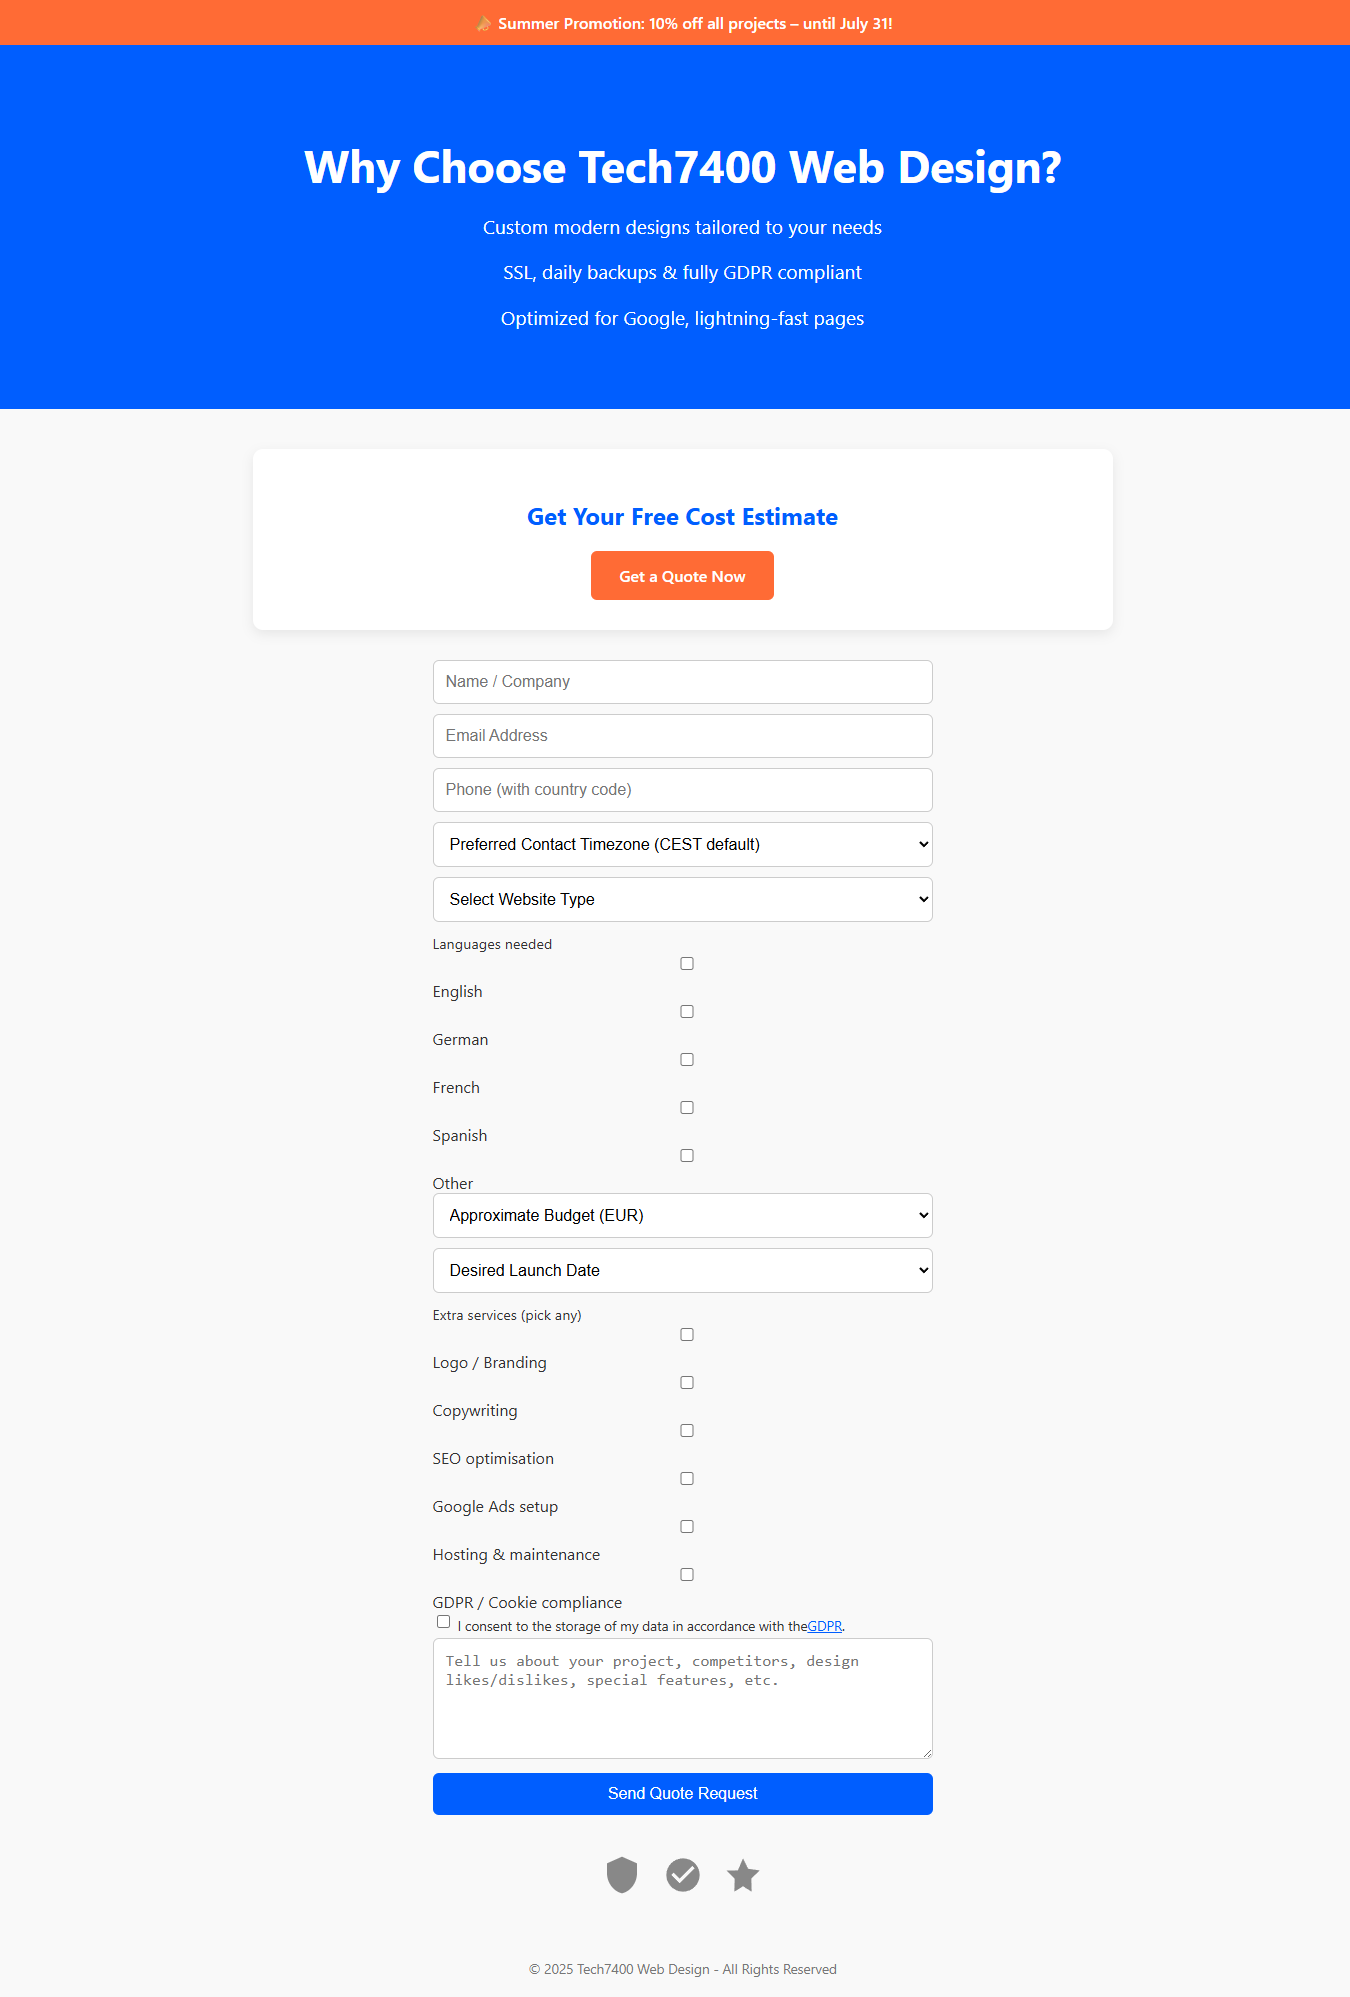 Summer Promotion: 10% off all projects – until July 31!
Why Choose Tech7400 Web Design?
Custom modern designs tailored to your needs
SSL, daily backups & fully GDPR compliant
Optimized for Google, lightning-fast pages
Get Your Free Cost Estimate
Get a Quote Now
Name / Company
Email Address
Phone (with country code)
Preferred Contact Timezone (CEST default)
Select Website Type
Languages needed
English
German
French
Spanish
Other
Approximate Budget (EUR)
Desired Launch Date
Extra services (pick any)
Logo / Branding
Copywriting
SEO optimisation
Google Ads setup
Hosting & maintenance
GDPR / Cookie compliance
I consent to the storage of my data in accordance with theGDPR.
Tell us about your project, competitors, design
likes/dislikes, special features, etc.
Send Quote Request
© 2025 Tech7400 Web Design - All Rights Reserved